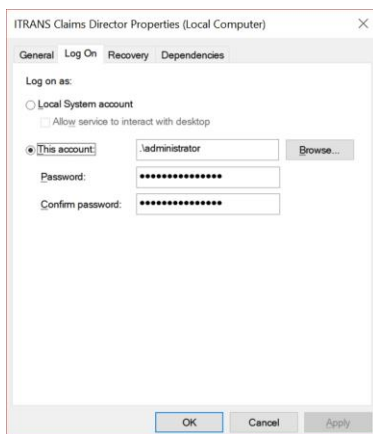 ITRANS Claims Director Properties (Local Computer)
General Log On Recovery Dependencies
Log on as:
Local System account
Allow service to interact with desktop
This account: .\administrator Browse...
Password: •••••••••••••••
Confirm password: •••••••••••••••
OK Cancel Apply